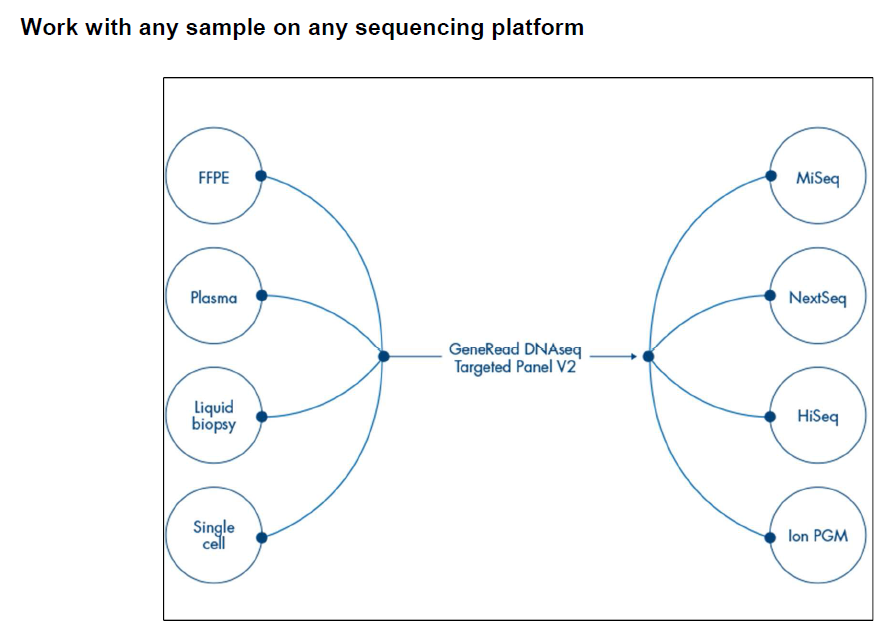 Work with any sample on any sequencing platform
FFPE
Plasma
Liquid
biopsy
Single
cell
GeneRead DNAseq
Targeted Panel V2
MiSeq
NextSeq
HiSeq
Ion PGM